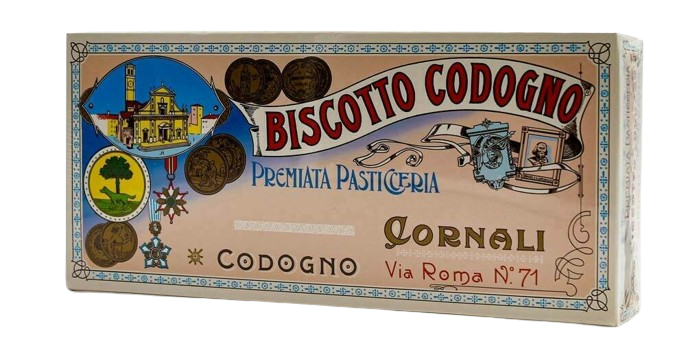 BISCOTTO CODOGNO
PREMIATA PASTICCERIA
CORNALI
CODOGNO
Via Roma N.º 71